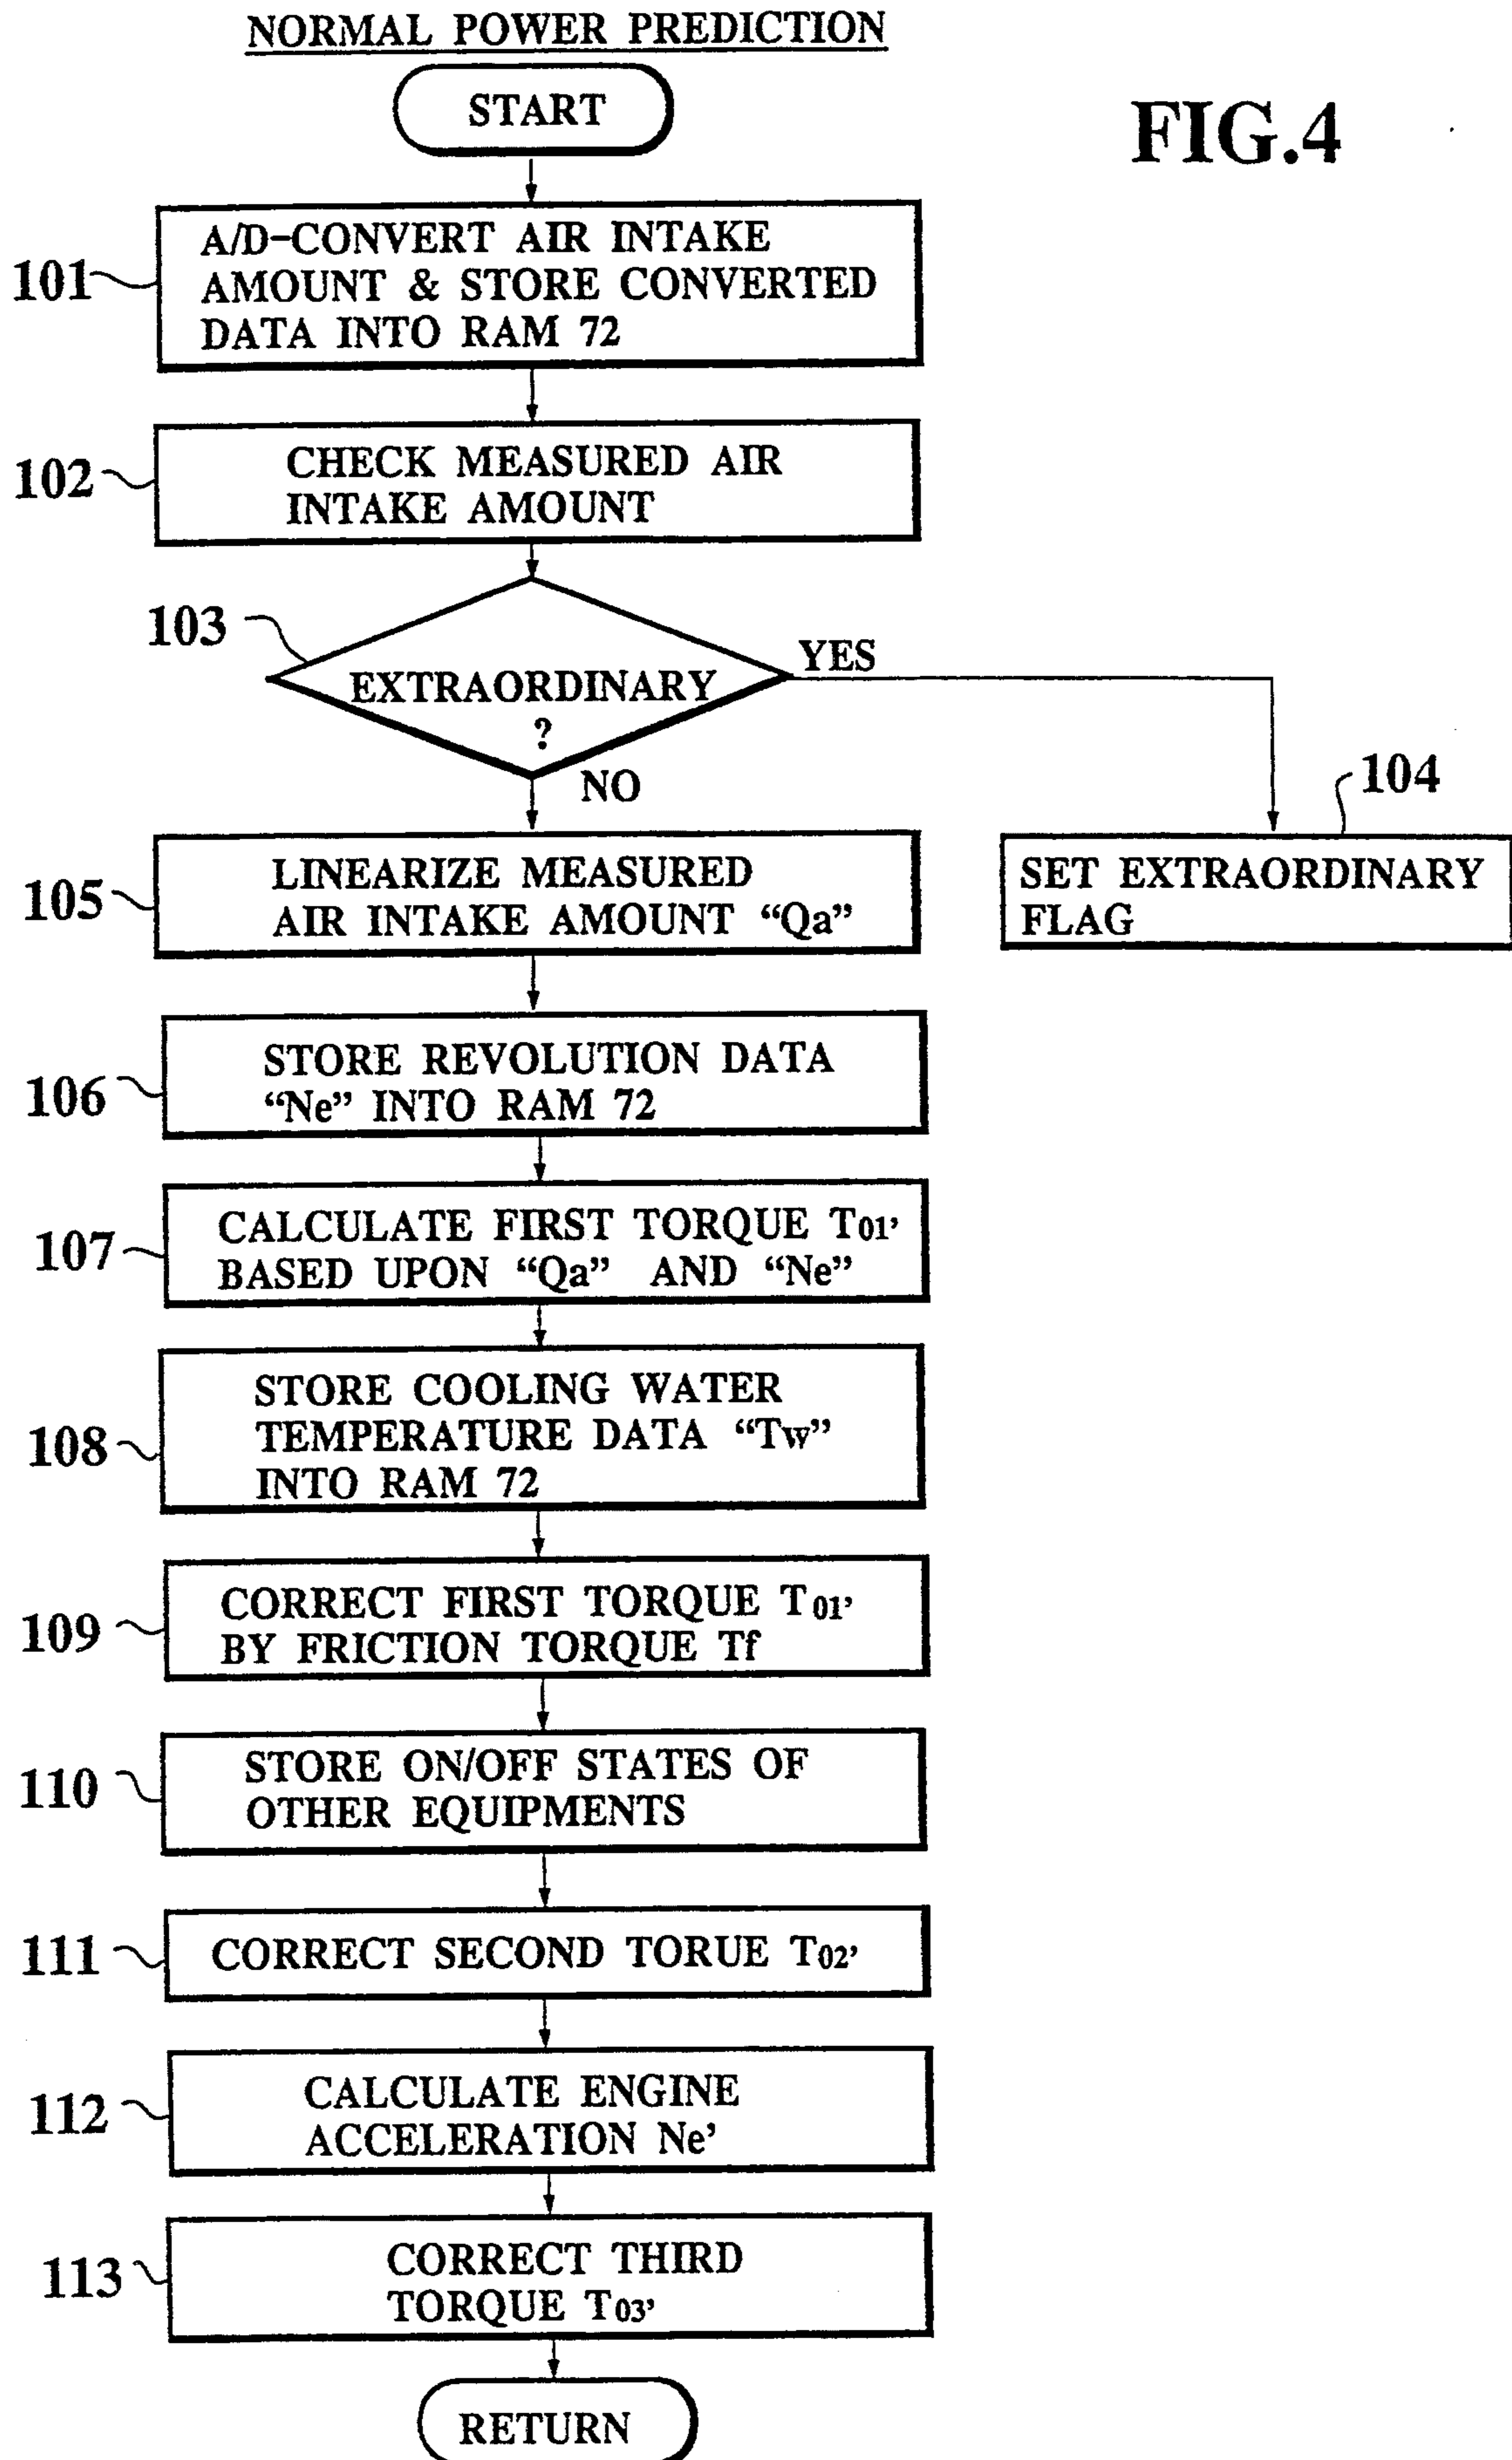 NORMAL POWER PREDICTION
START
FIG.4
101
A/D-CONVERT AIR INTAKE
AMOUNT & STORE CONVERTED
DATA INTO RAM 72
102
CHECK MEASURED AIR
INTAKE AMOUNT
103
EXTRAORDINARY
?
YES
NO
104
SET EXTRAORDINARY
FLAG
105
LINEARIZE MEASURED
AIR INTAKE AMOUNT “Qa”
106
STORE REVOLUTION DATA
“Ne” INTO RAM 72
107
CALCULATE FIRST TORQUE T01’
BASED UPON “Qa” AND “Ne”
108
STORE COOLING WATER
TEMPERATURE DATA “Tw”
INTO RAM 72
109
CORRECT FIRST TORQUE T01’
BY FRICTION TORQUE Tf
110
STORE ON/OFF STATES OF
OTHER EQUIPMENTS
111
CORRECT SECOND TORUE T02’
112
CALCULATE ENGINE
ACCELERATION Ne’
113
CORRECT THIRD
TORQUE T03’
RETURN